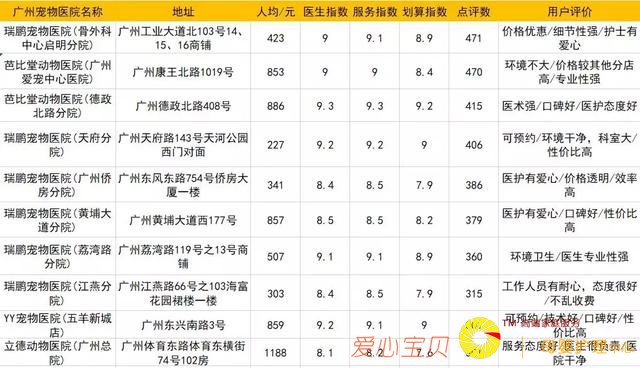 广州宠物医院名称 地址 人均/元 医生指数 服务指数 划算指数 点评数 用户评价
瑞鹏宠物医院(骨外科
中心启明分院) 广州工业大道北103号14、
15、16商铺 423 9 9.1 8.9 471 价格优惠/细节性强/护士有
爱心
芭比堂动物医院(广州
爱宠中心医院) 广州康王北路1019号 853 9 9 8.4 470 环境不大/价格较其他分店
高/专业性强
芭比堂动物医院(德政
北路分院) 广州德政北路408号 886 9.3 9.3 9.2 415 医术强/口碑好/医护态度好
瑞鹏宠物医院(天府分
院) 广州天府路143号天河公园
西门对面 227 9.2 9.2 9 406 可预约/环境干净，科室大/
性价比高
瑞鹏宠物医院(广州侨
房分院) 广州东风东路754号侨房大
厦一楼 341 8.4 8.5 7.9 386 医护有爱心/价格透明/效率
高
瑞鹏宠物医院(黄埔大
道分院) 广州黄埔大道西177号 857 8.5 8.5 8.2 379 医护有爱心/口碑好/性价比
高
瑞鹏宠物医院(荔湾路
分院) 广州荔湾路119号之13号商
铺 507 9.1 9.1 8.9 360 环境卫生/医生专业性强
瑞鹏宠物医院(江燕分
院) 广州江燕路66号之103海富
花园裙楼一楼 303 8.4 8.5 7.9 315 工作人员有耐心，态度很好
/不乱收费
YY宠物医院(五羊新城
店) 广州东兴南路3号 859 9.2 9.1 9 可预约/技术好/口碑好/性
价比高
立德动物医院(广州总
院) 广州体育东路体育东横街
74号102房 1188 8.1 8.2 7.6 服务态度好/医生很负责/医
院干净
爱心宝贝
TM 高端家庭服务